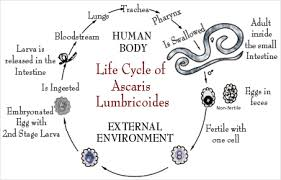 Traches
Lungs
Pharynx
Bloodstream
HUMAN
BODY
Is Swallowed
Adult
inside
the small
Intestine
Larva is
released in the
Intestine
Life Cycle of
Ascaris
Lumbricoides
Is Ingested
Eggs in
feces
Non-fertile
Embryonated
Egg with
2nd Stage Larva
EXTERNAL
ENVIRONMENT
Fertile with
one cell